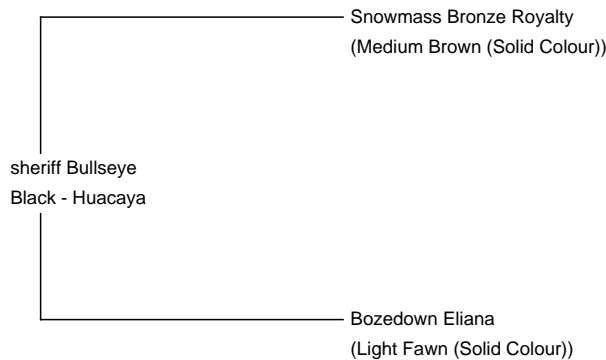 Snowmass Bronze Royalty
(Medium Brown (Solid Colour))
sheriff Bullseye
Black - Huacaya
Bozedown Eliana
(Light Fawn (Solid Colour))